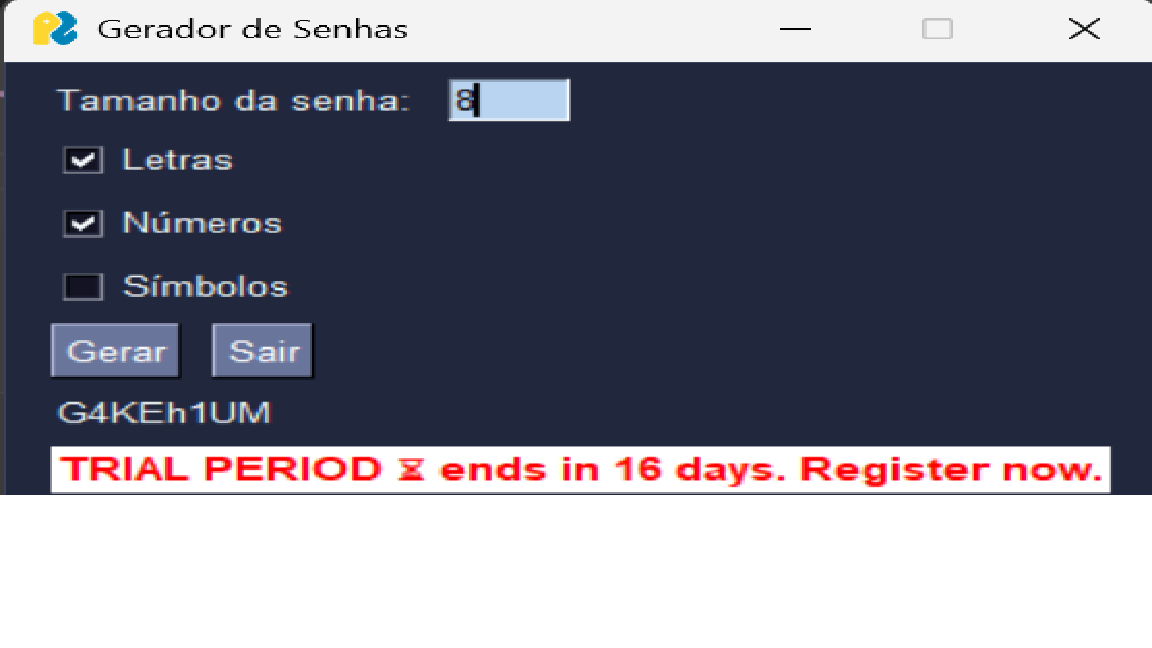 Gerador de Senhas
Tamanho da senha: 8
Letras
Números
Símbolos
Gerar Sair
G4KEh1UM
TRIAL PERIOD ⏳ ends in 16 days. Register now.